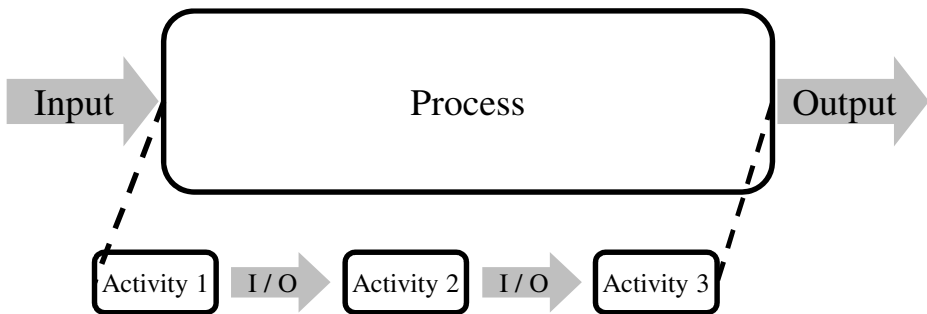 Input
Process
Output
Activity 1
I / O
Activity 2
I / O
Activity 3